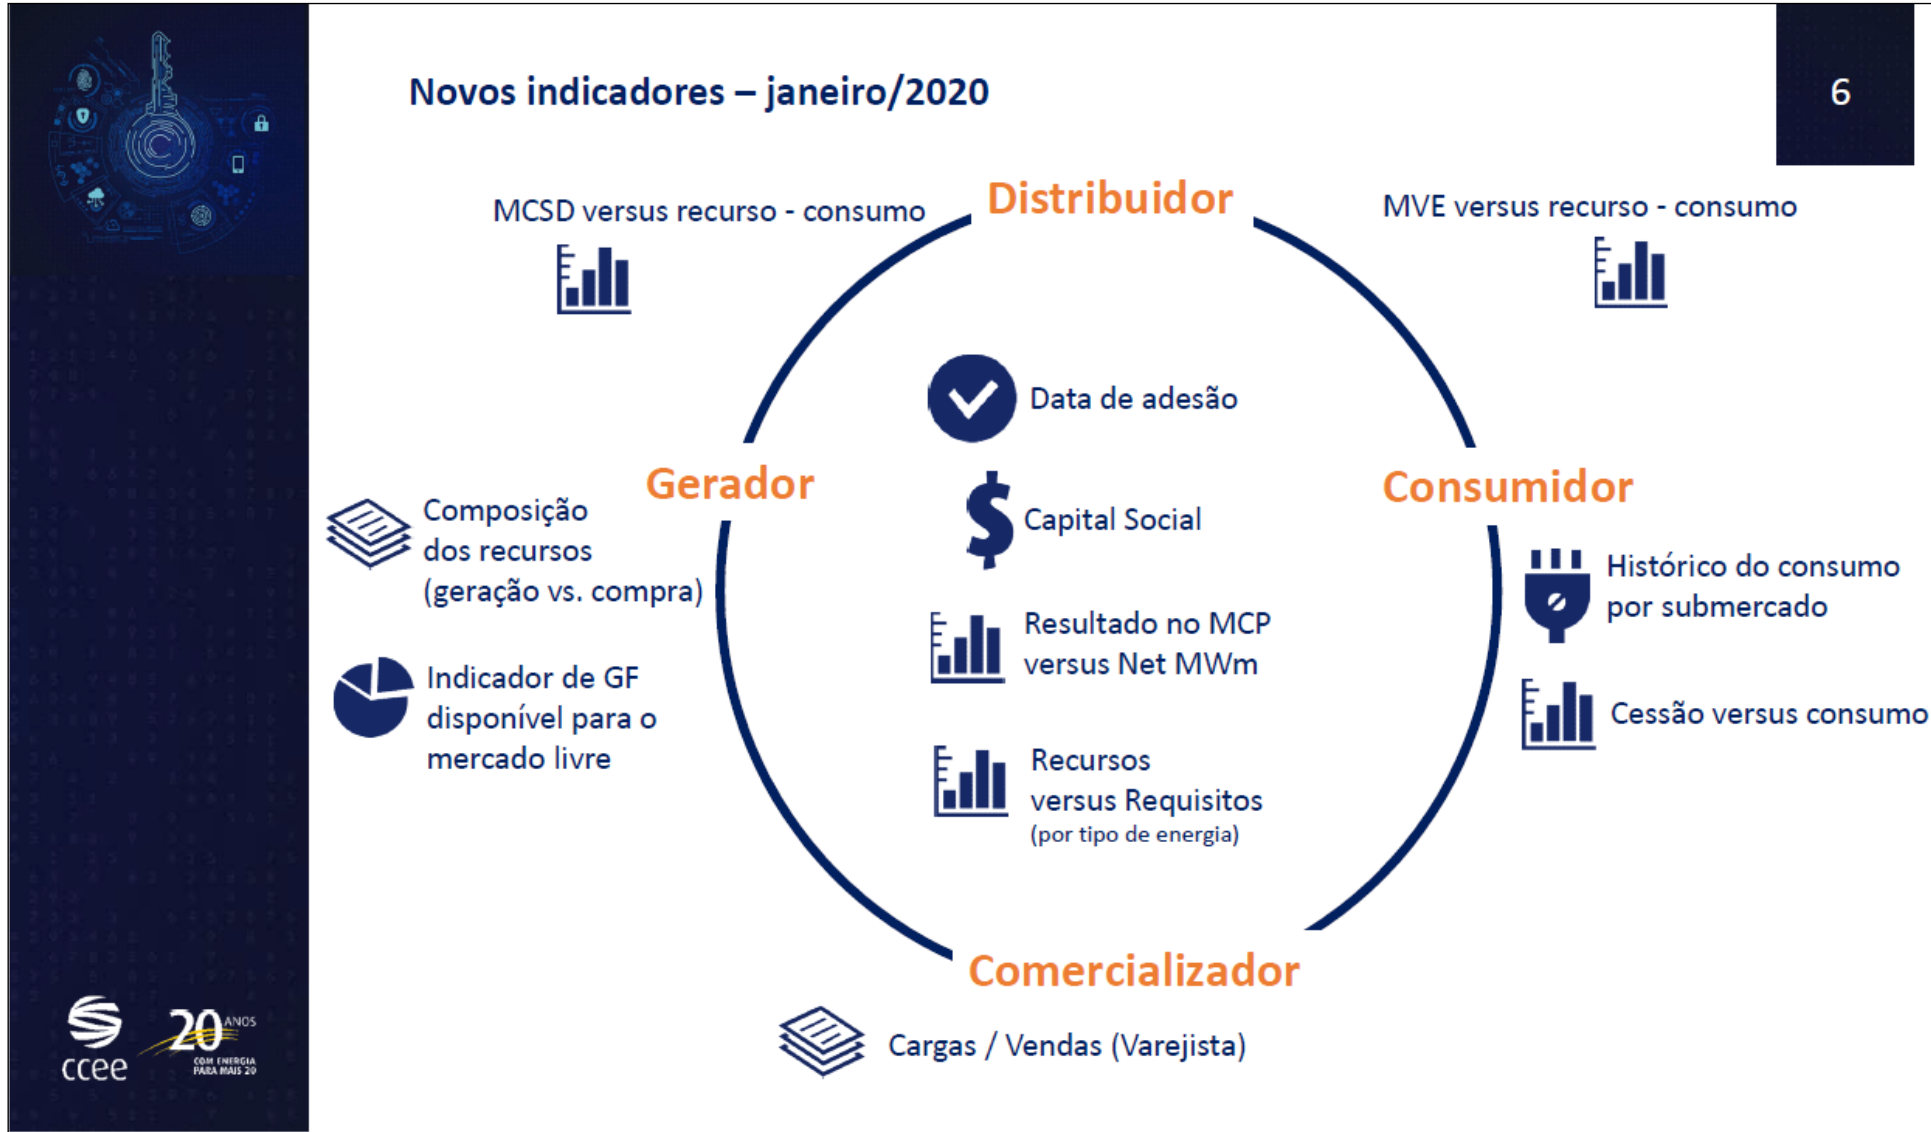 Novos indicadores – janeiro/2020
6
Distribuidor
MCSD versus recurso - consumo
MVE versus recurso - consumo
Data de adesão
Gerador
Consumidor
Composição
dos recursos
(geração vs. compra)
Capital Social
Histórico do consumo
por submercado
Resultado no MCP
versus Net MWm
Indicador de GF
disponível para o
mercado livre
Cessão versus consumo
Recursos
versus Requisitos
(por tipo de energia)
Comercializador
Cargas / Vendas (Varejista)
ccee
20 ANOS
COM ENERGIA
PARA MAIS 20